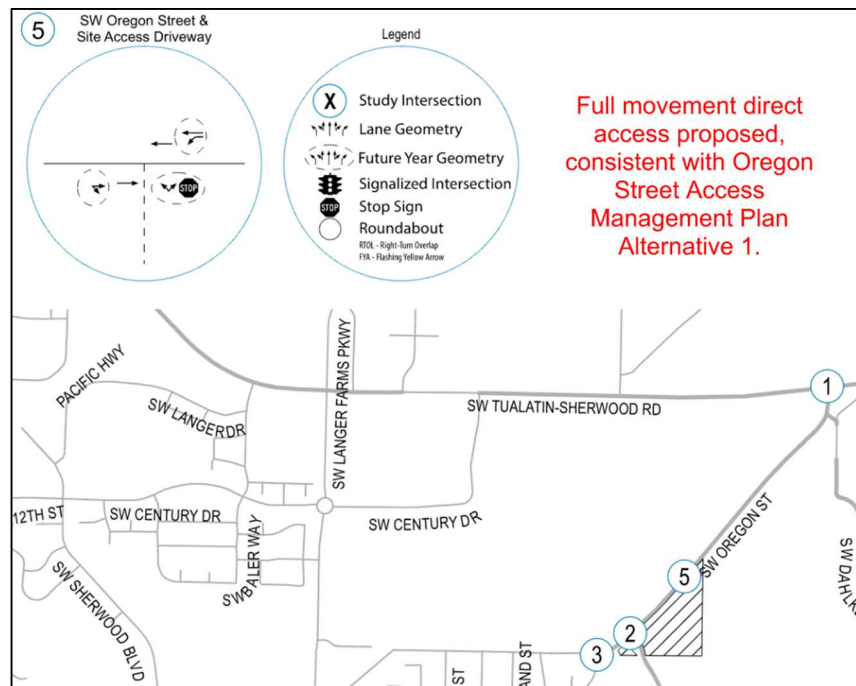 5
SW Oregon Street &
Site Access Driveway
STOP
Legend
X Study Intersection
Lane Geometry
Future Year Geometry
Signalized Intersection
STOP Stop Sign
Roundabout
RTOL - Right-Turn Overlap
FYA - Flashing Yellow Arrow
Full movement direct
access proposed,
consistent with Oregon
Street Access
Management Plan
Alternative 1.
PACIFIC HWY
SW LANGER DR
SW LANGER FARMS PKWY
SW TUALATIN-SHERWOOD RD
1
12TH ST
SW CENTURY DR
SW BALER WAY
SW CENTURY DR
SW OREGON ST
SW SHERWOOD BLVD
5
2
3
ST
AND ST
SW DAHLK